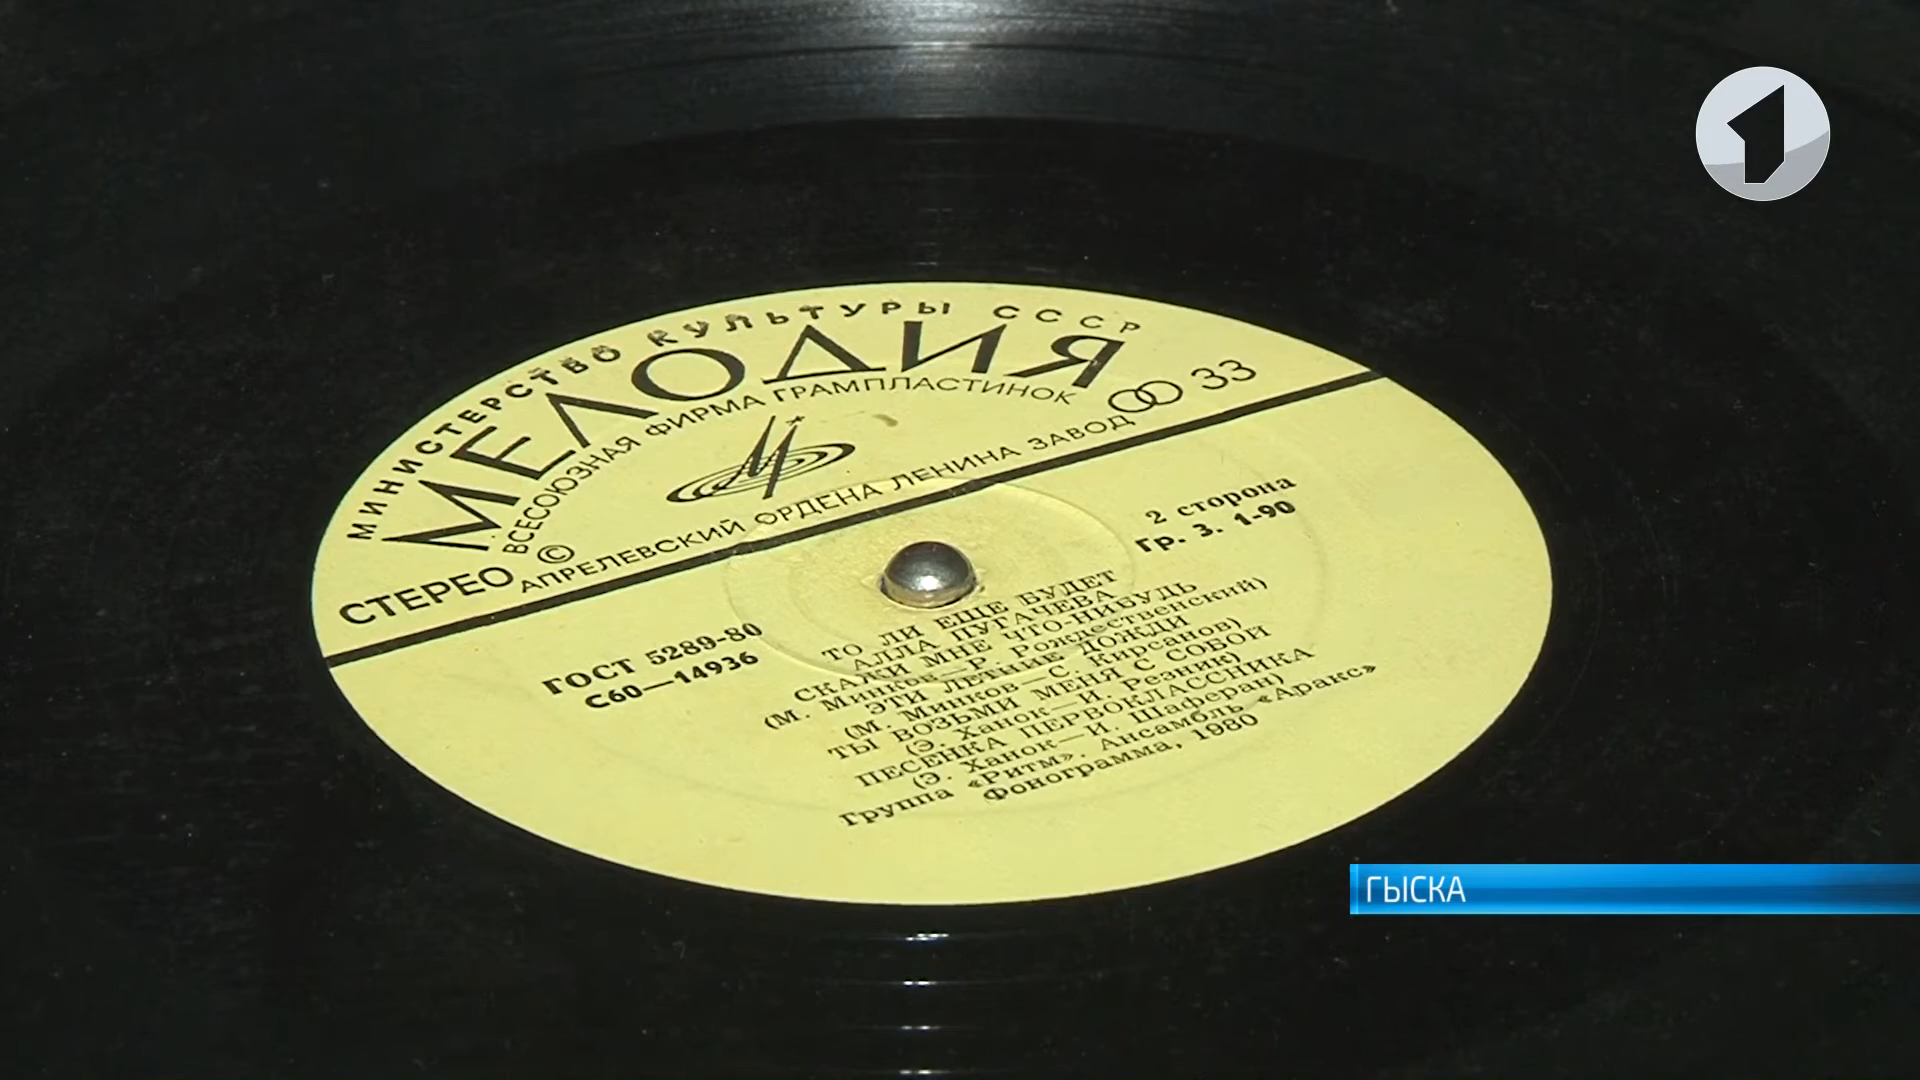 МИНИСТЕРСТВО КУЛЬТУРЫ СССР
МЕЛОДИЯ
ВСЕСОЮЗНАЯ ФИРМА ГРАМПЛАСТИНОК
СТЕРЕО © АПРЕЛЕВСКИЙ ОРДЕНА ЛЕНИНА ЗАВОД 33
2 сторона
Гр. 3. 1-90
ГОСТ 5289-80
С60—14936
ТО ЛИ ЕЩЕ БУДЕТ
АЛЛА ПУГАЧЕВА
СКАЖИ МНЕ ЧТО-НИБУДЬ
(М. Минков—Р. Рождественский)
ЭТИ ЛЕТНИЕ ДОЖДИ
(М. Минков—С. Кирсанов)
ТЫ ВОЗЬМИ МЕНЯ С СОБОЙ
(Э. Ханок—И. Резник)
ПЕСЕНКА ПЕРВОКЛАССНИКА
(Э. Ханок—И. Шаферан)
Группа «Ритм». Ансамбль «Аракс»
Фонограмма, 1980
1
ГЫСКА